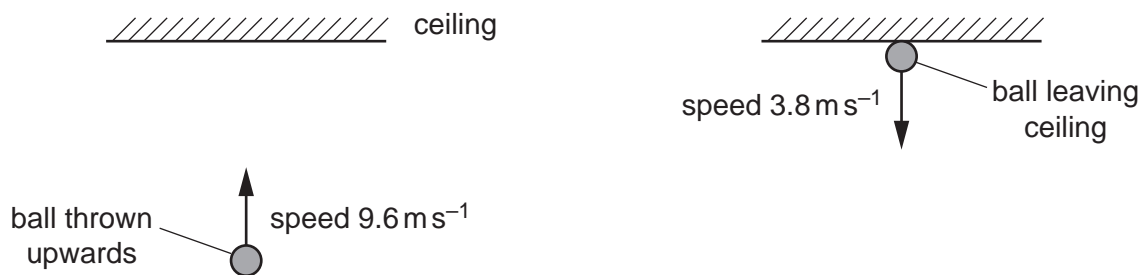 ceiling
speed 3.8 m s–1
ball leaving
ceiling
ball thrown
upwards
speed 9.6 m s–1